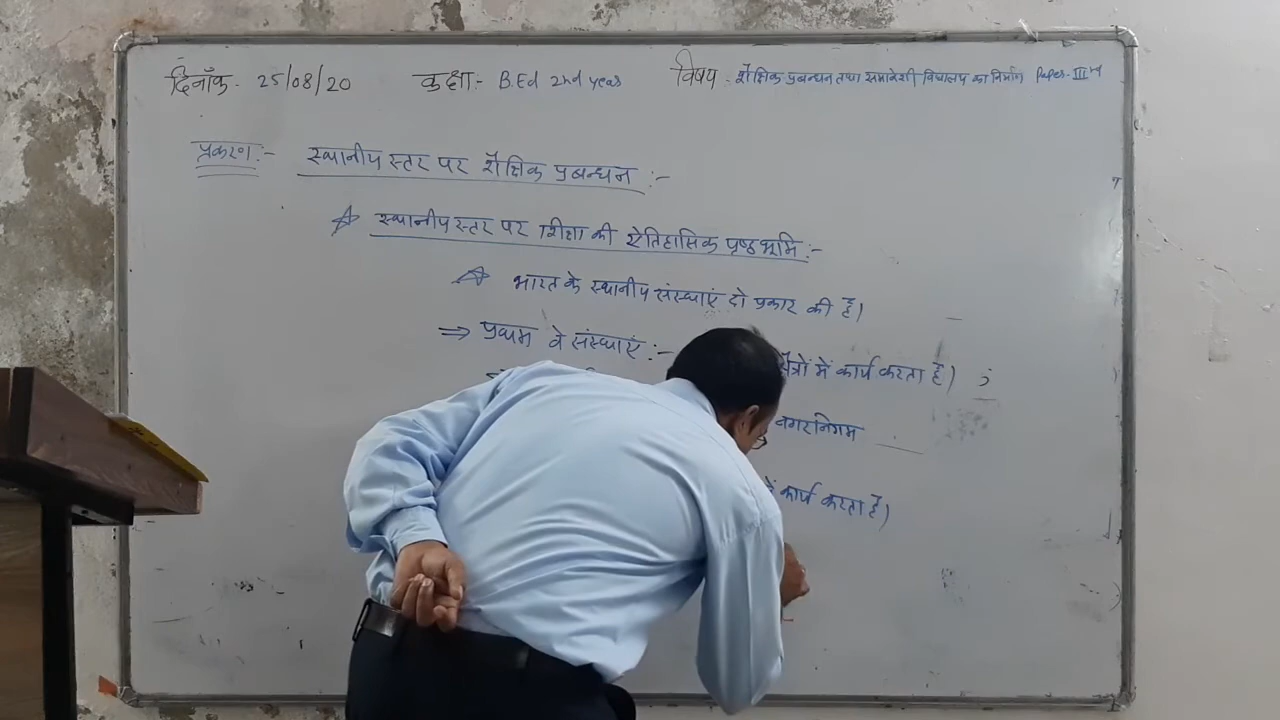 दिनाँक- 25/08/20 कक्षा:- B.Ed 2nd year विषय- शैक्षिक प्रबन्धन तथा समावेशी विद्यालय का निर्माण Paper-III
प्रकरण:- स्थानीय स्तर पर शैक्षिक प्रबन्धन:-
स्थानीय स्तर पर शिक्षा की ऐतिहासिक पृष्ठभूमि:-
भारत के स्थानीय संस्थाएं दो प्रकार की हैं।
⇒ प्रथम वे संस्थाएं:-
क्षेत्रों में कार्य करता है)
नगरनिगम
में कार्य करता है)